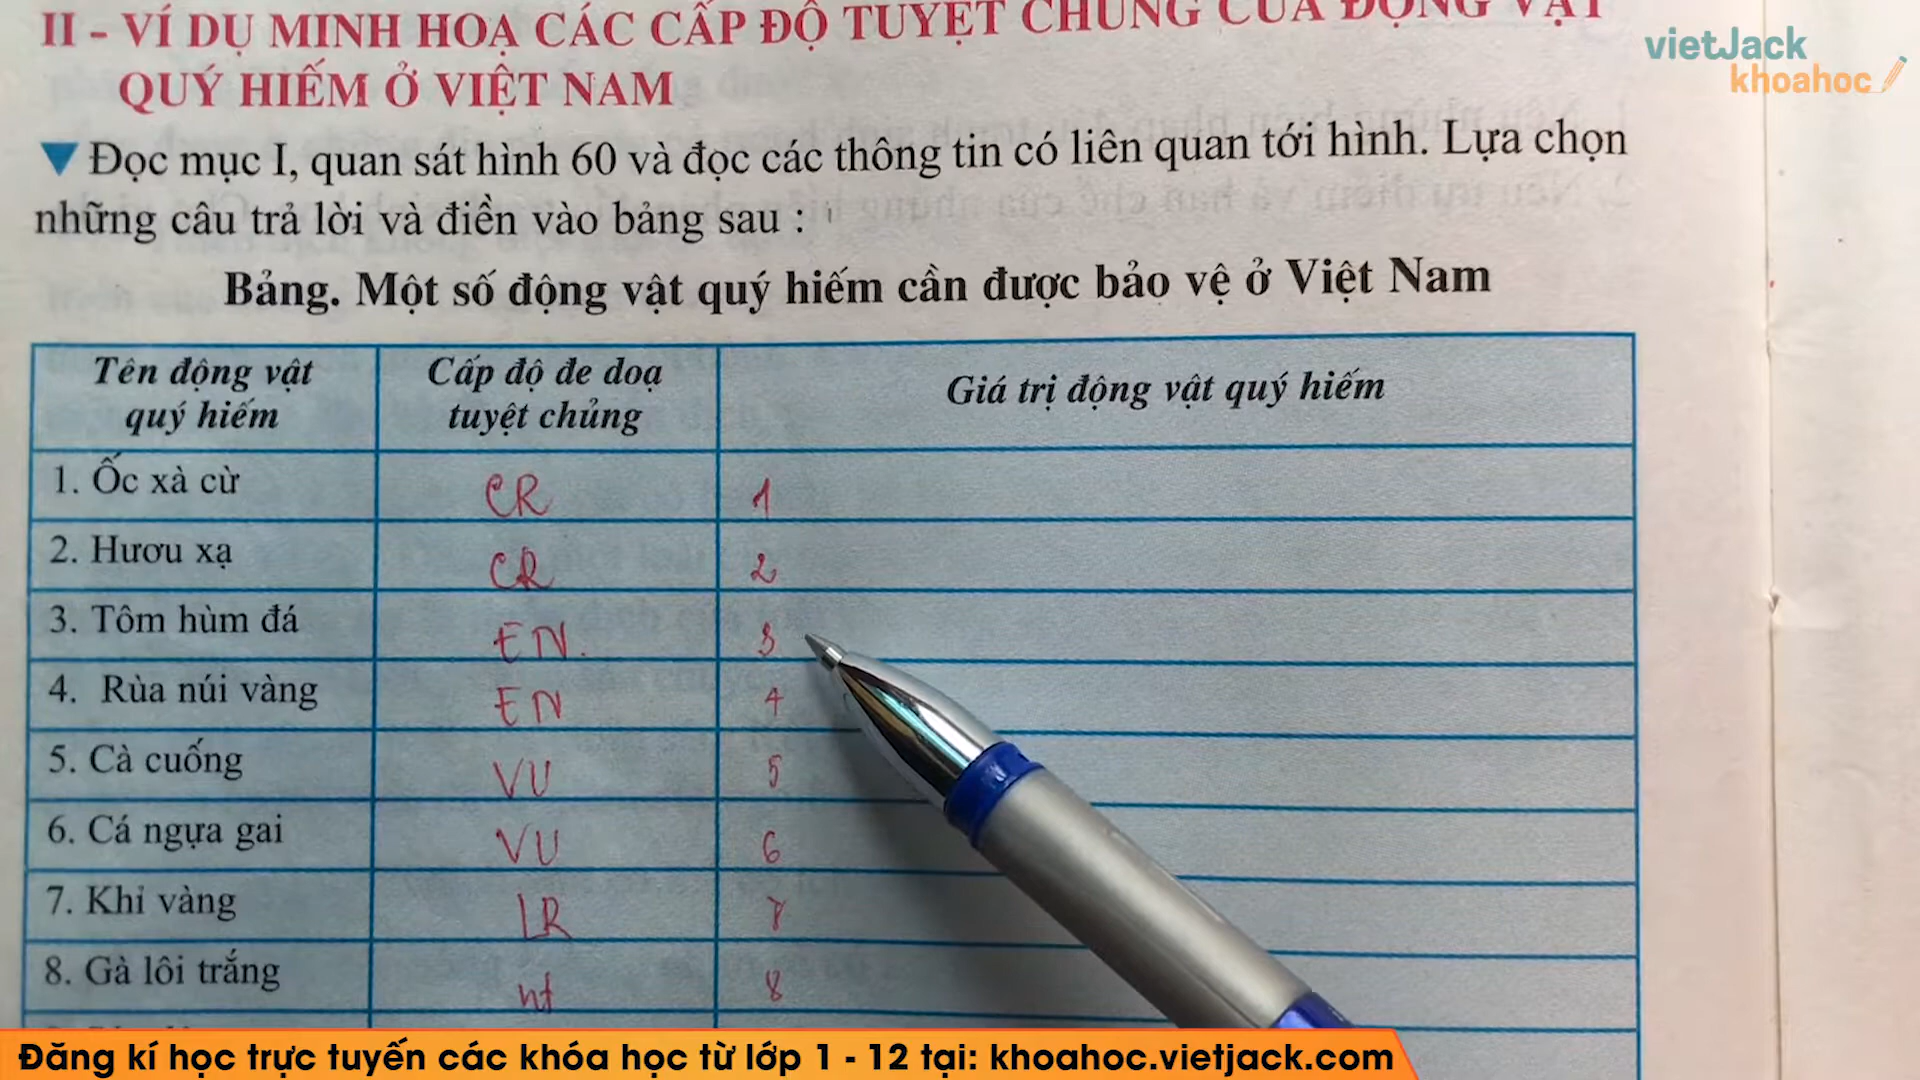 II - VÍ DỤ MINH HOẠ CÁC CẤP ĐỘ TUYỆT CHỦNG CỦA ĐỘNG VẬT
QUÝ HIẾM Ở VIỆT NAM
vietJack
khoahoc
Đọc mục I, quan sát hình 60 và đọc các thông tin có liên quan tới hình. Lựa chọn
những câu trả lời và điền vào bảng sau :
Bảng. Một số động vật quý hiếm cần được bảo vệ ở Việt Nam
Tên động vật quý hiếm Cấp độ đe doạ tuyệt chủng Giá trị động vật quý hiếm
1. Ốc xà cừ CR 1
2. Hươu xạ CR 2
3. Tôm hùm đá EN. 3
4. Rùa núi vàng EN 4
5. Cà cuống VU 5
6. Cá ngựa gai VU 6
7. Khỉ vàng LR 7
8. Gà lôi trắng nt 8
Đăng kí học trực tuyến các khóa học từ lớp 1 - 12 tại: khoahoc.vietjack.com